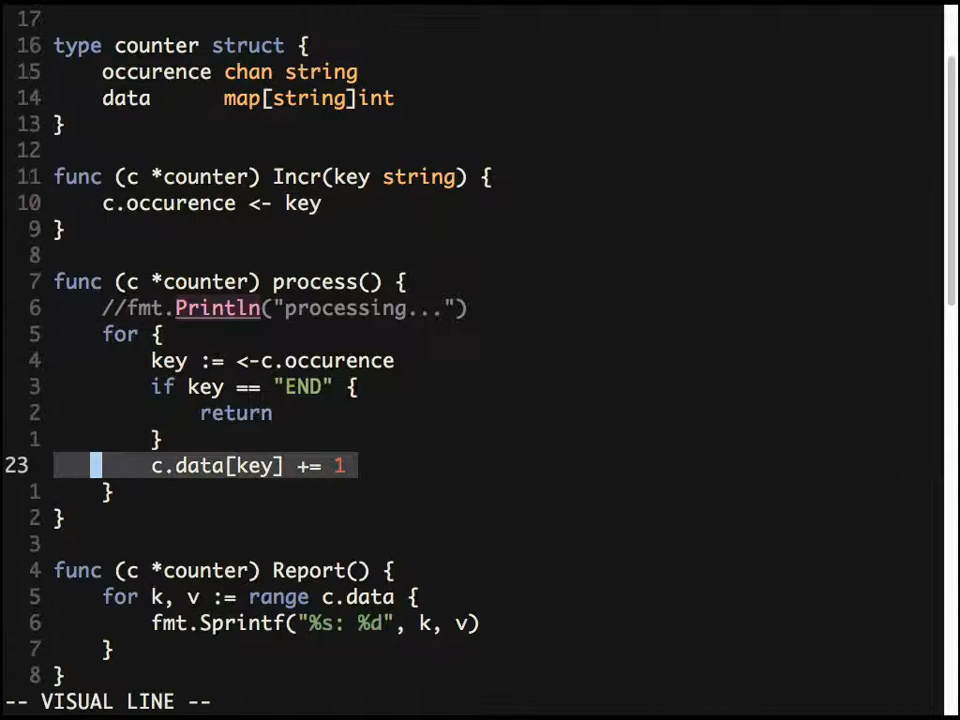 17
16 type counter struct {
15     occurence chan string
14     data      map[string]int
13 }
12
11 func (c *counter) Incr(key string) {
10     c.occurence <- key
9 }
8
7 func (c *counter) process() {
6     //fmt.Println("processing...")
5     for {
4         key := <-c.occurence
3         if key == "END" {
2             return
1         }
23         c.data[key] += 1
1     }
2 }
3
4 func (c *counter) Report() {
5     for k, v := range c.data {
6         fmt.Sprintf("%s: %d", k, v)
7     }
8 }
-- VISUAL LINE --